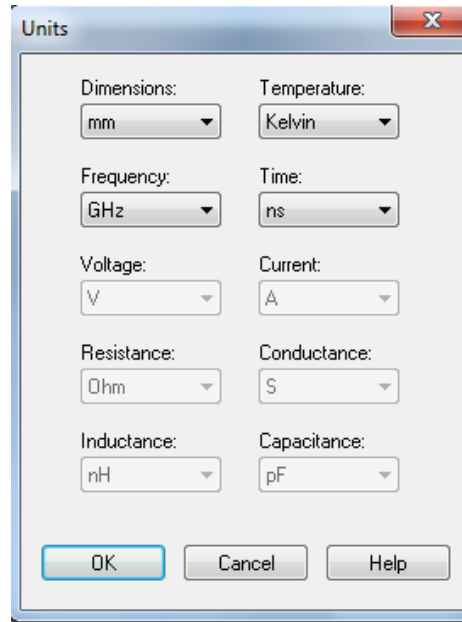 Units
Dimensions: Temperature:
mm Kelvin
Frequency: Time:
GHz ns
Voltage: Current:
V A
Resistance: Conductance:
Ohm S
Inductance: Capacitance:
nH pF
OK Cancel Help